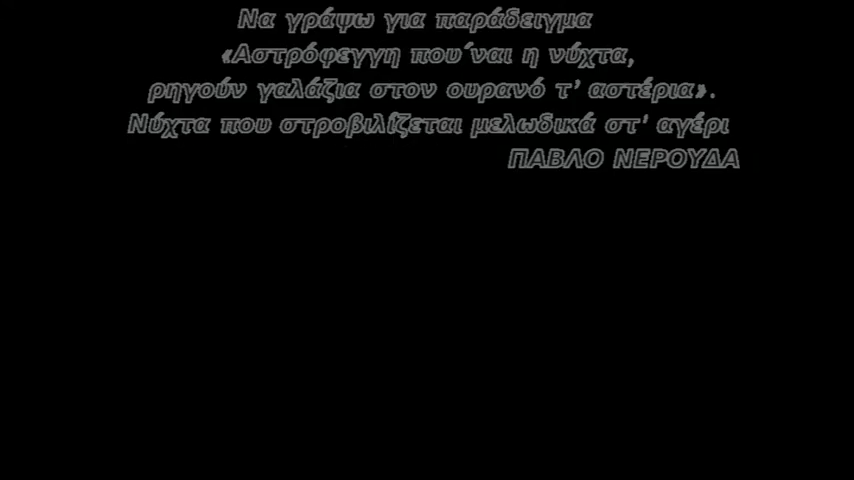 Να γράψω για παράδειγμα
«Αστρόφεγγη που΄ναι η νύχτα,
ρηγούν γαλάζια στον ουρανό τ' αστέρια».
Νύχτα που στροβιλίζεται μελωδικά στ' αγέρι
ΠΑΒΛΟ ΝΕΡΟΥΔΑ